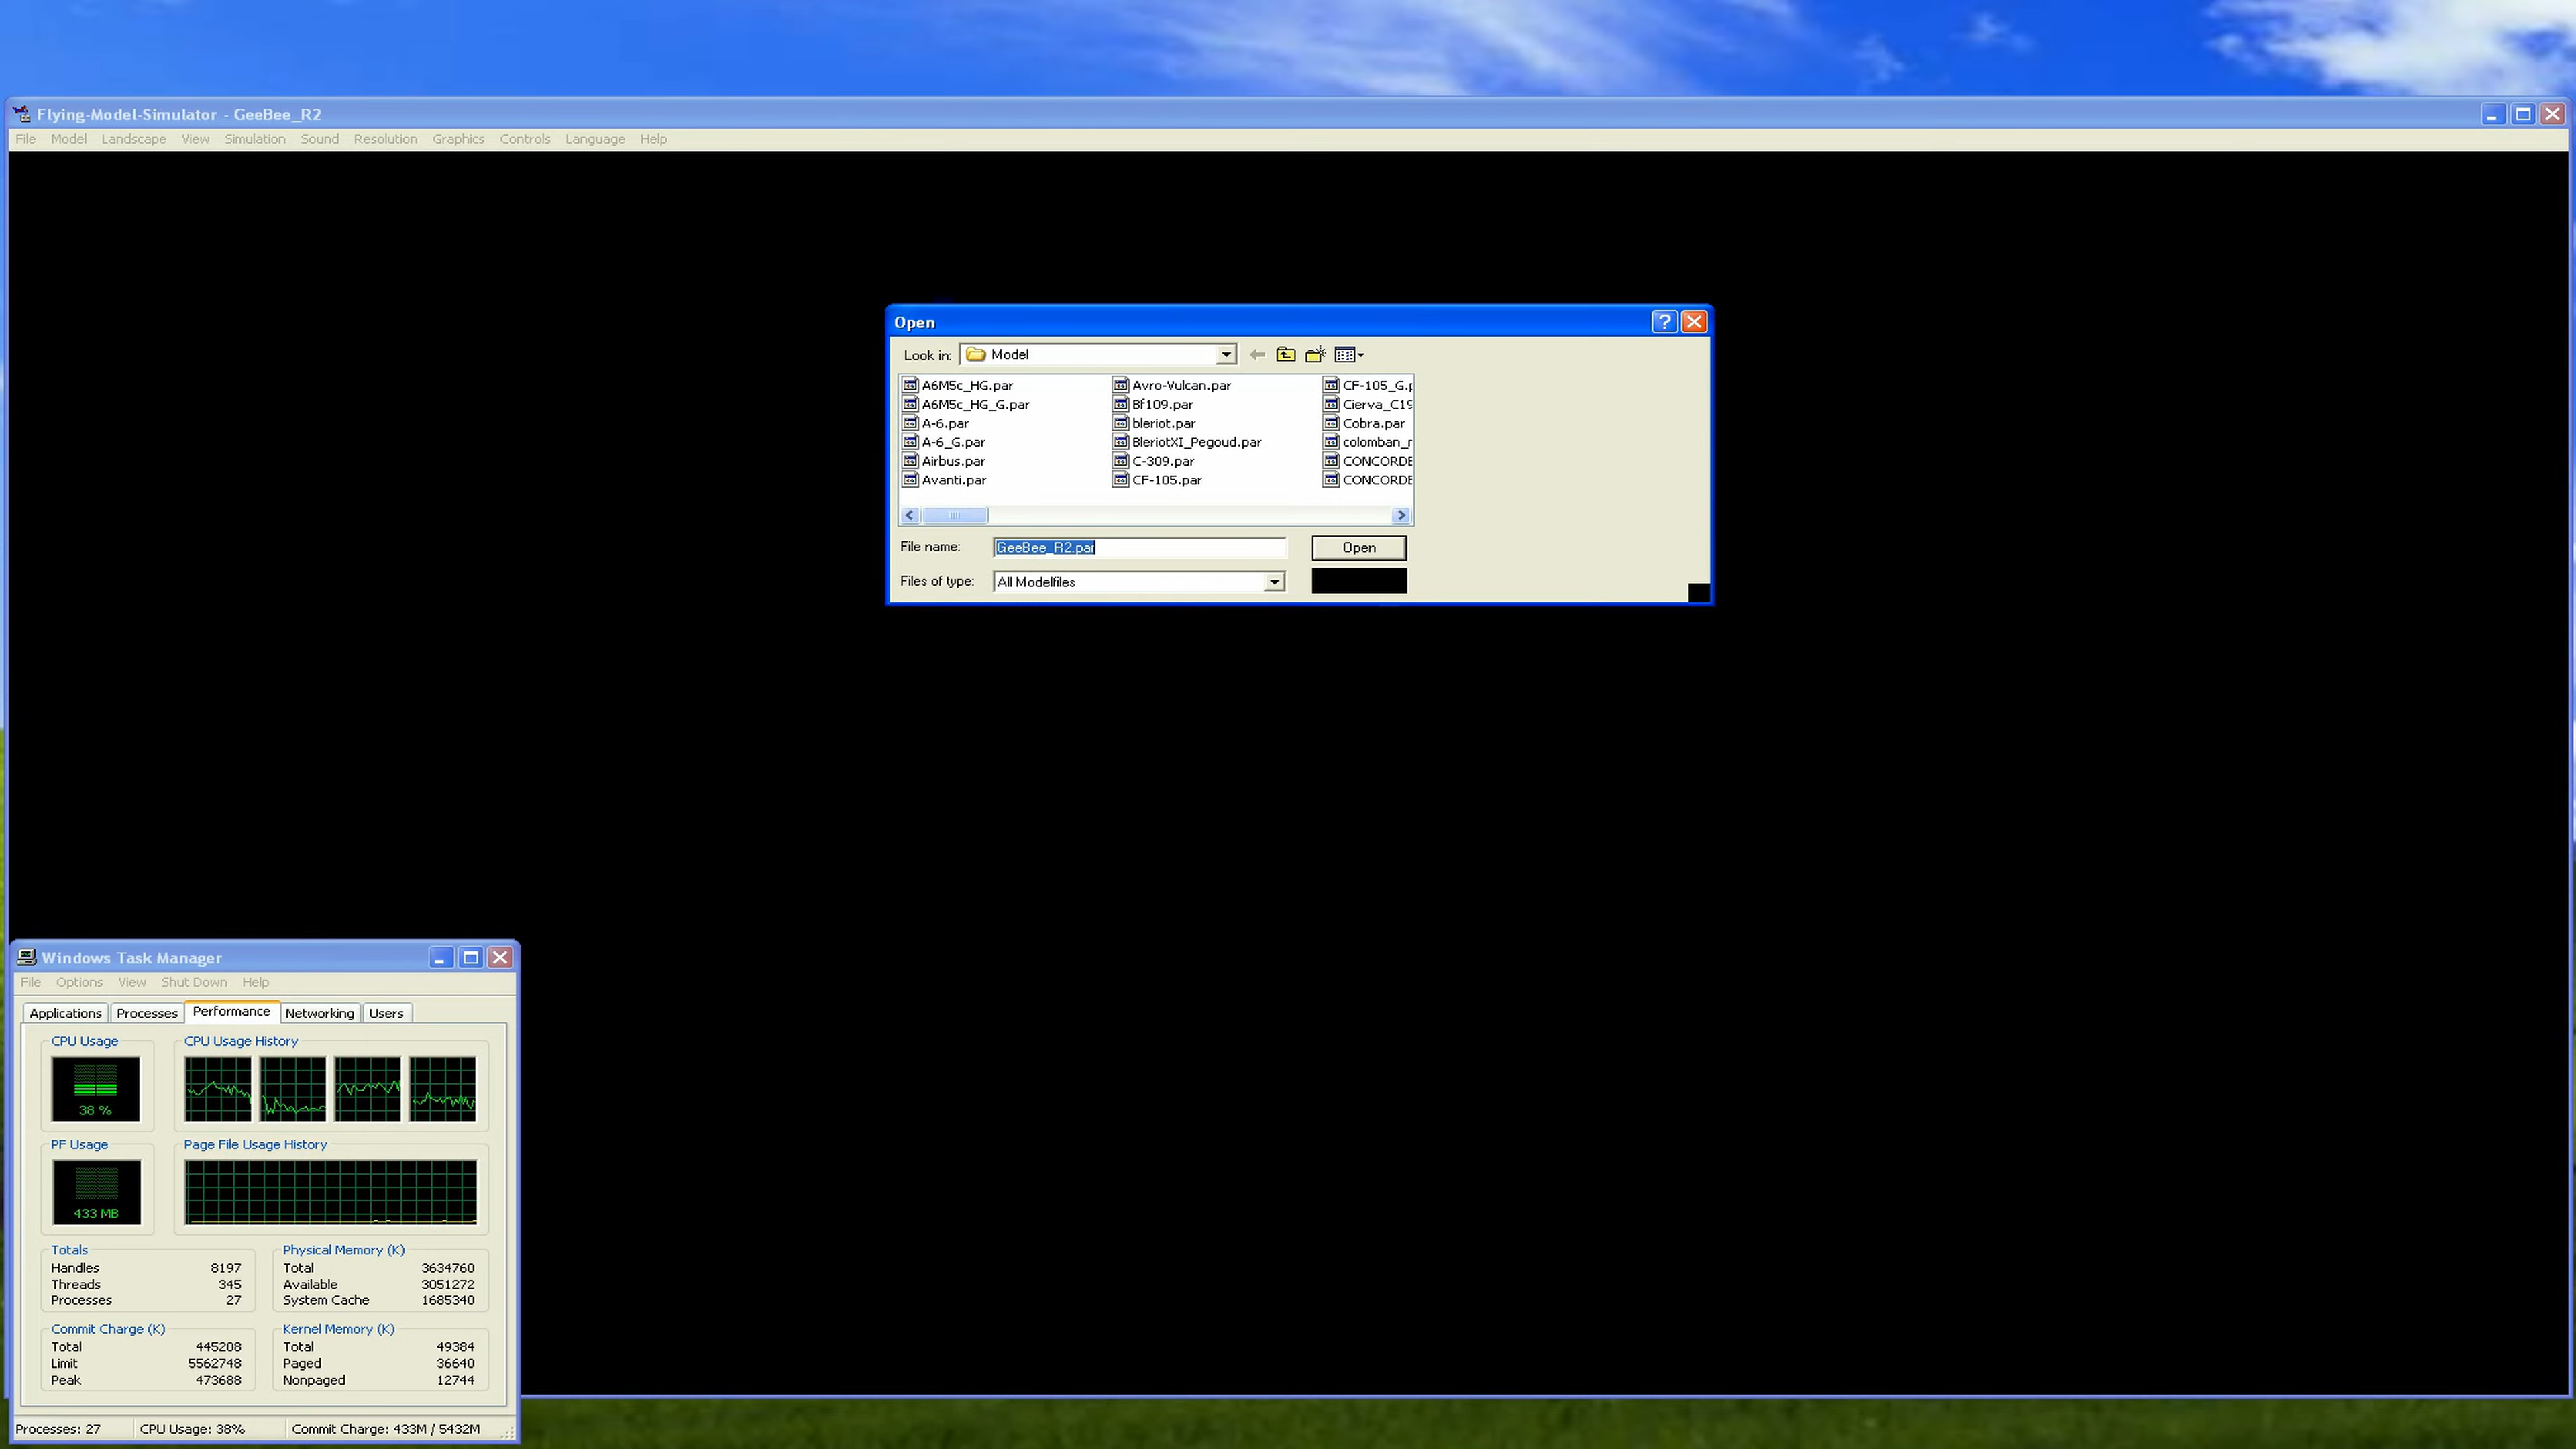 Flying-Model-Simulator - GeeBee_R2
File Model Landscape View Simulation Sound Resolution Graphics Controls Language Help
Open
Look in: Model
A6M5c_HG.par Avro-Vulcan.par CF-105_G.p
A6M5c_HG_G.par Bf109.par Cierva_C19
A-6.par bleriot.par Cobra.par
A-6_G.par BleriotXI_Pegoud.par colomban_r
Airbus.par C-309.par CONCORDE
Avanti.par CF-105.par CONCORDE
File name: GeeBee_R2.par Open
Files of type: All Modelfiles
Windows Task Manager
File Options View Shut Down Help
Applications Processes Performance Networking Users
CPU Usage CPU Usage History
38 %
PF Usage Page File Usage History
433 MB
Totals
Handles 8197
Threads 345
Processes 27
Physical Memory (K)
Total 3634760
Available 3051272
System Cache 1685340
Commit Charge (K)
Total 445208
Limit 5562748
Peak 473688
Kernel Memory (K)
Total 49384
Paged 36640
Nonpaged 12744
Processes: 27 CPU Usage: 38% Commit Charge: 433M / 5432M